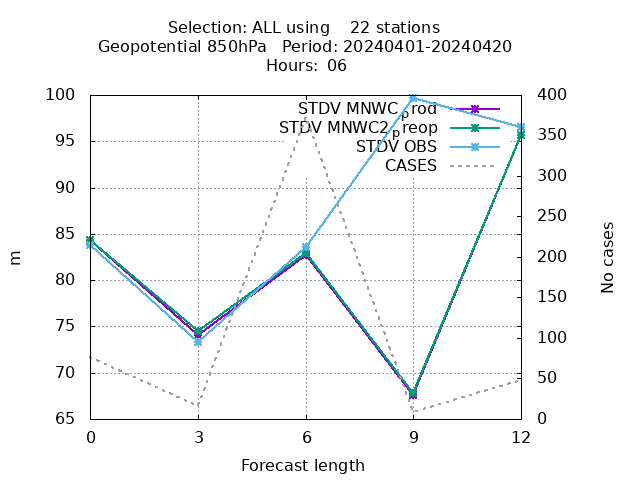 Selection: ALL using    22 stations
Geopotential 850hPa   Period: 20240401-20240420
Hours:  06
STDV MNWC_prod
STDV MNWC2_preop
STDV OBS
CASES
100
95
90
85
80
75
70
65
m
400
350
300
250
200
150
100
50
0
No cases
0 3 6 9 12
Forecast length